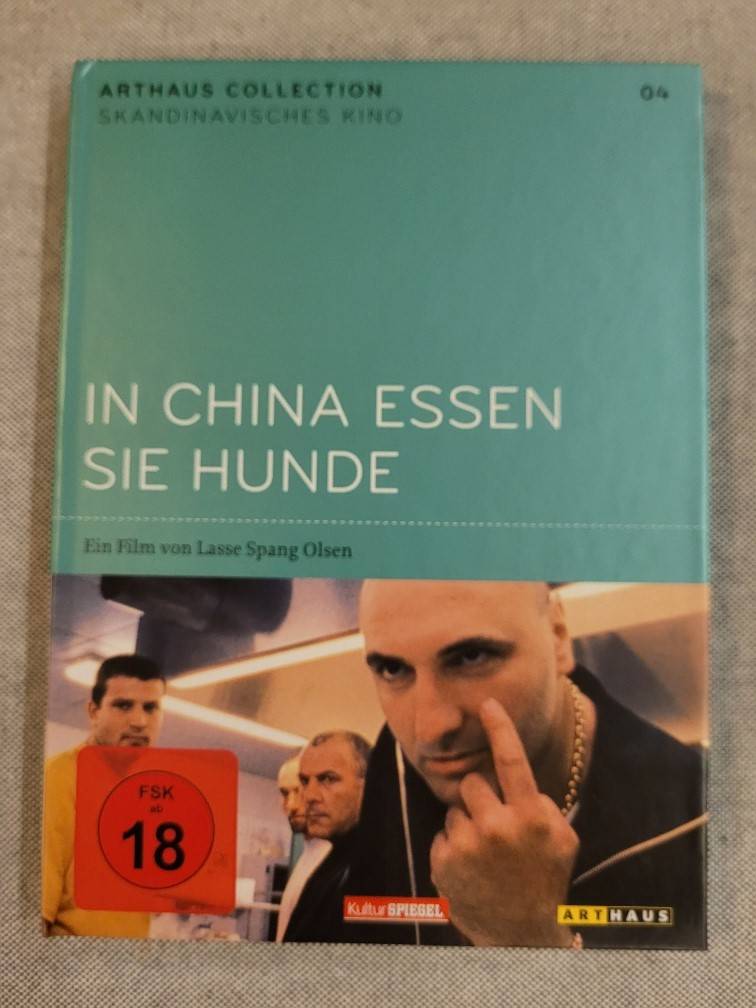 ARTHAUS COLLECTION 04
SKANDINAVISCHES KINO
IN CHINA ESSEN
SIE HUNDE
Ein Film von Lasse Spang Olsen
FSK
ab
18
KulturSPIEGEL
ARTHAUS